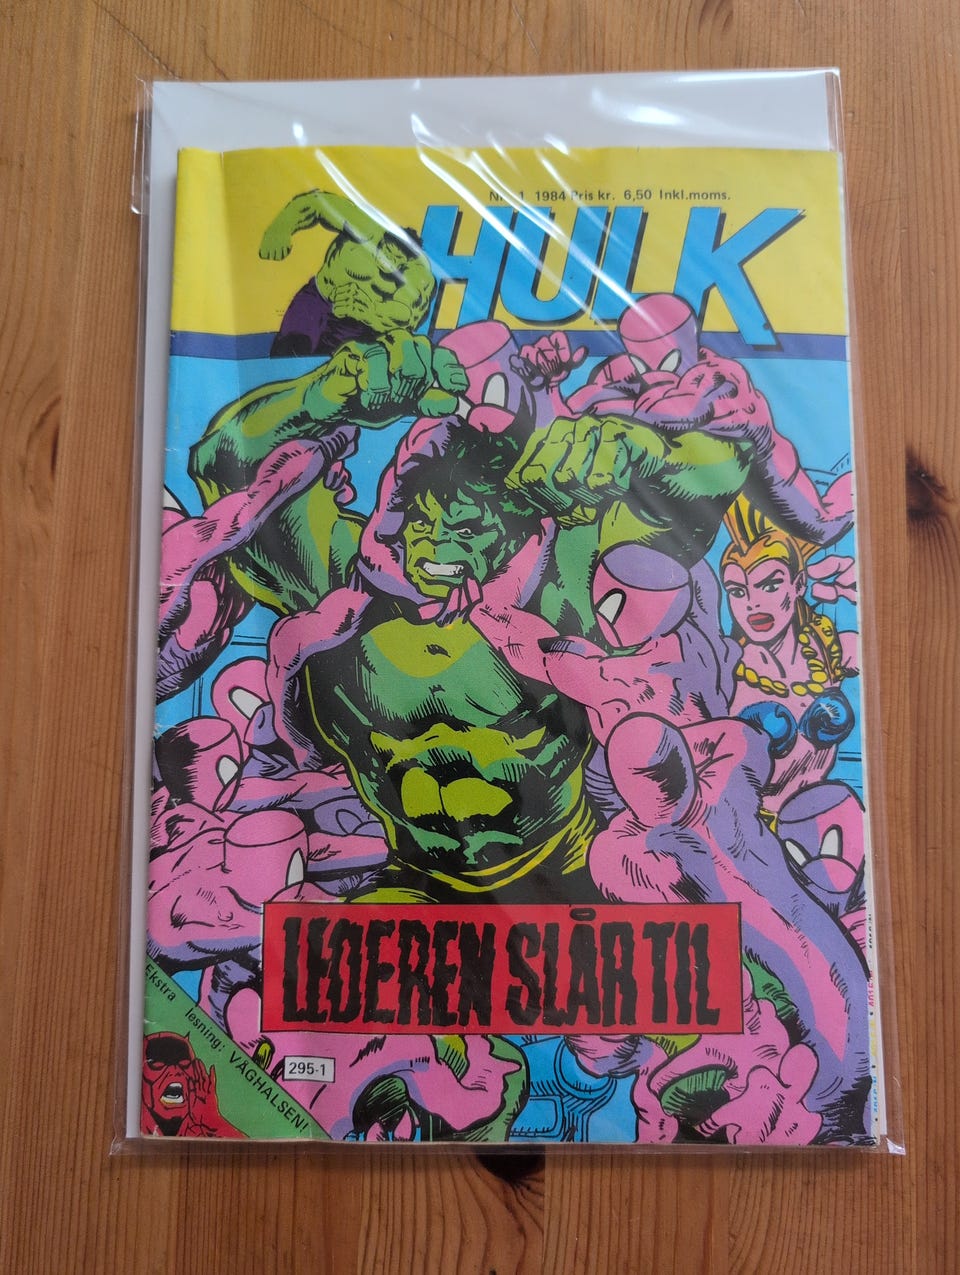 Nr. 1 1984 Pris kr. 6,50 Inkl.moms.
HULK
LEDEREN SLÅR TIL
Ekstra
lesning: VÅGHALSEN!
295-1